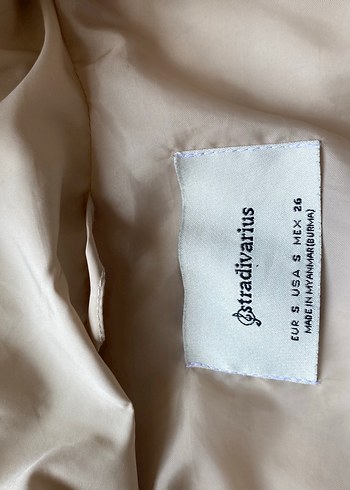 stradivarius
EUR S USA S MEX 26
MADE IN MYANMAR(BURMA)